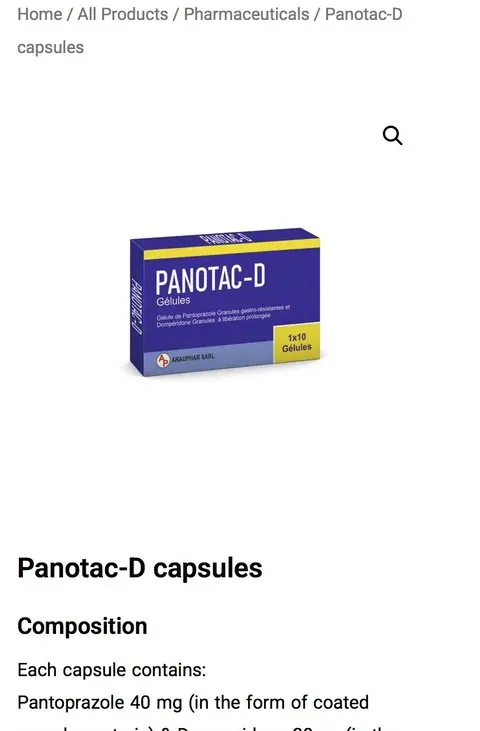 Home / All Products / Pharmaceuticals / Panotac-D
capsules
PANOTAC-D
PANOTAC-D
PANOTAC-D
Gélules
Gélule de Pantoprazole Granules gastro-résistantes et
Dompéridone Granules à libération prolongée
1x10
Gélules
AP ARAUPHAR SARL
Panotac-D capsules
Composition
Each capsule contains:
Pantoprazole 40 mg (in the form of coated